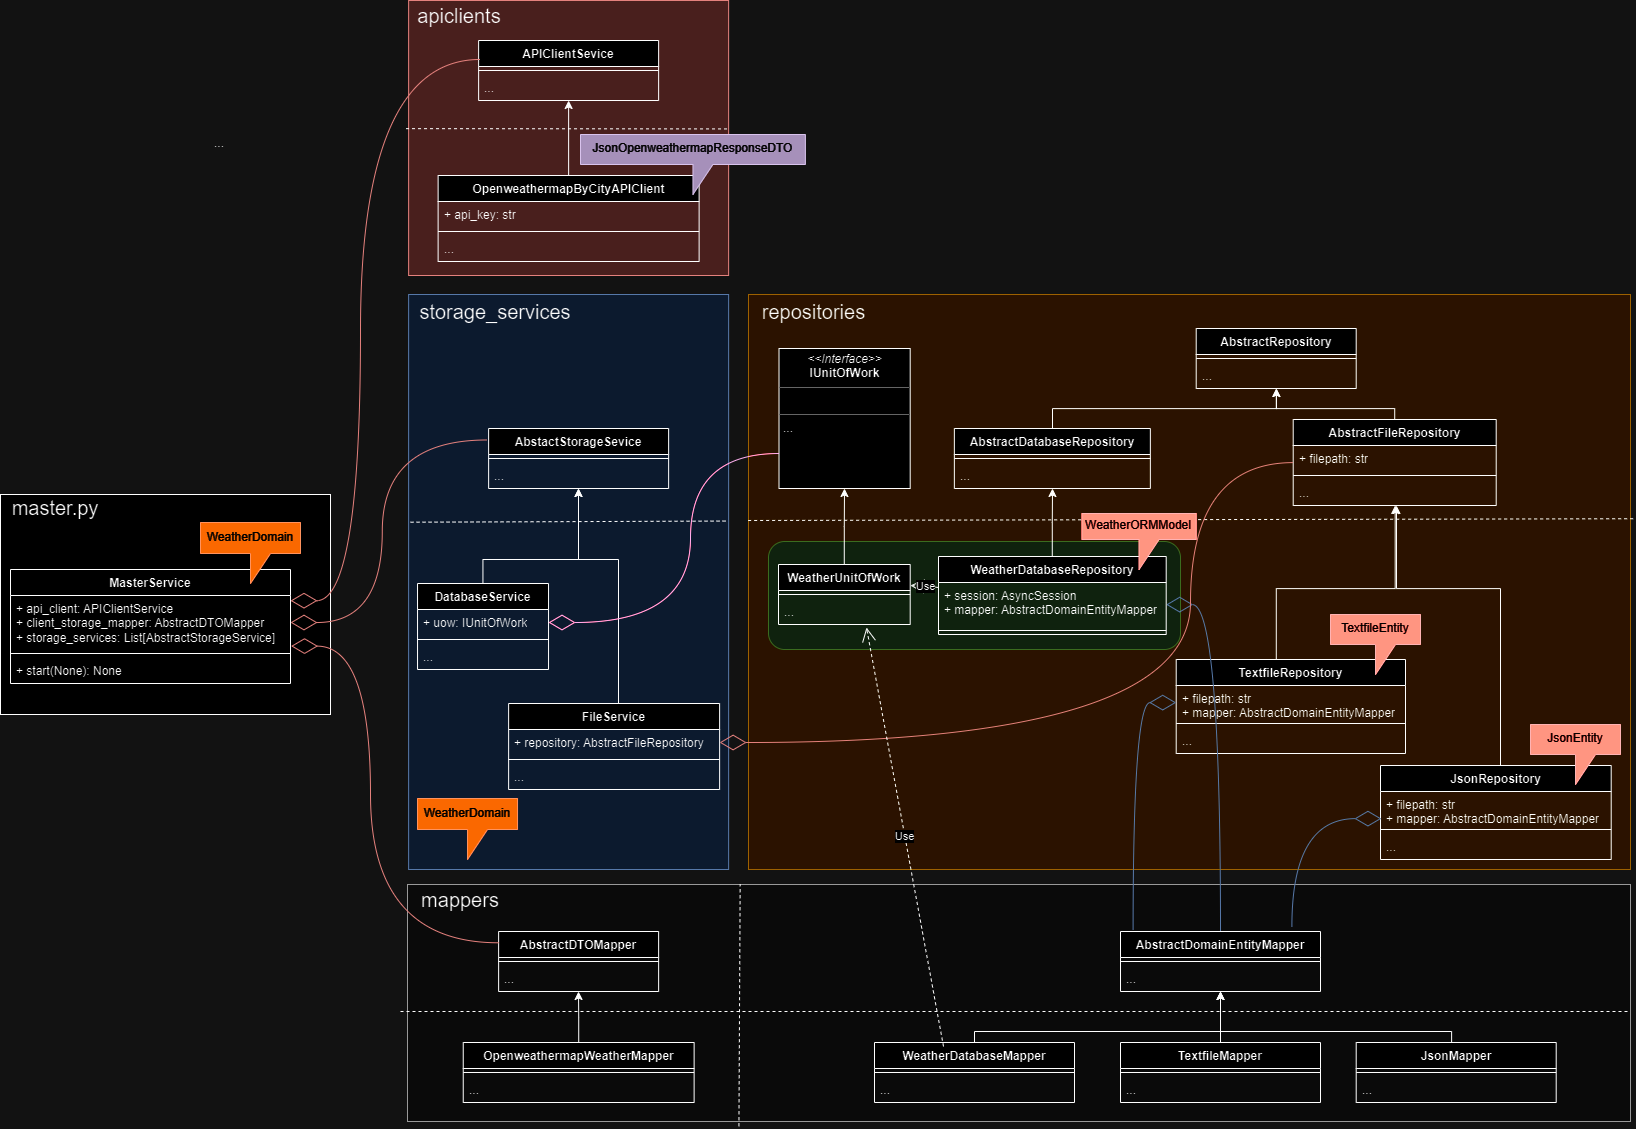 apiclients
APIClientSevice
...
...
JsonOpenweathermapResponseDTO
OpenweathermapByCityAPIClient
+ api_key: str
...
storage_services
AbstactStorageSevice
...
DatabaseService
+ uow: IUnitOfWork
...
FileService
+ repository: AbstractFileRepository
...
WeatherDomain
repositories
<<Interface>>
IUnitOfWork
...
AbstractRepository
...
AbstractDatabaseRepository
...
AbstractFileRepository
+ filepath: str
...
WeatherORMModel
WeatherUnitOfWork
...
Use
WeatherDatabaseRepository
+ session: AsyncSession
+ mapper: AbstractDomainEntityMapper
TextfileEntity
TextfileRepository
+ filepath: str
+ mapper: AbstractDomainEntityMapper
...
JsonEntity
JsonRepository
+ filepath: str
+ mapper: AbstractDomainEntityMapper
...
Use
master.py
WeatherDomain
MasterService
+ api_client: APIClientService
+ client_storage_mapper: AbstractDTOMapper
+ storage_services: List[AbstractStorageService]
+ start(None): None
mappers
AbstractDTOMapper
...
AbstractDomainEntityMapper
...
OpenweathermapWeatherMapper
...
WeatherDatabaseMapper
...
TextfileMapper
...
JsonMapper
...